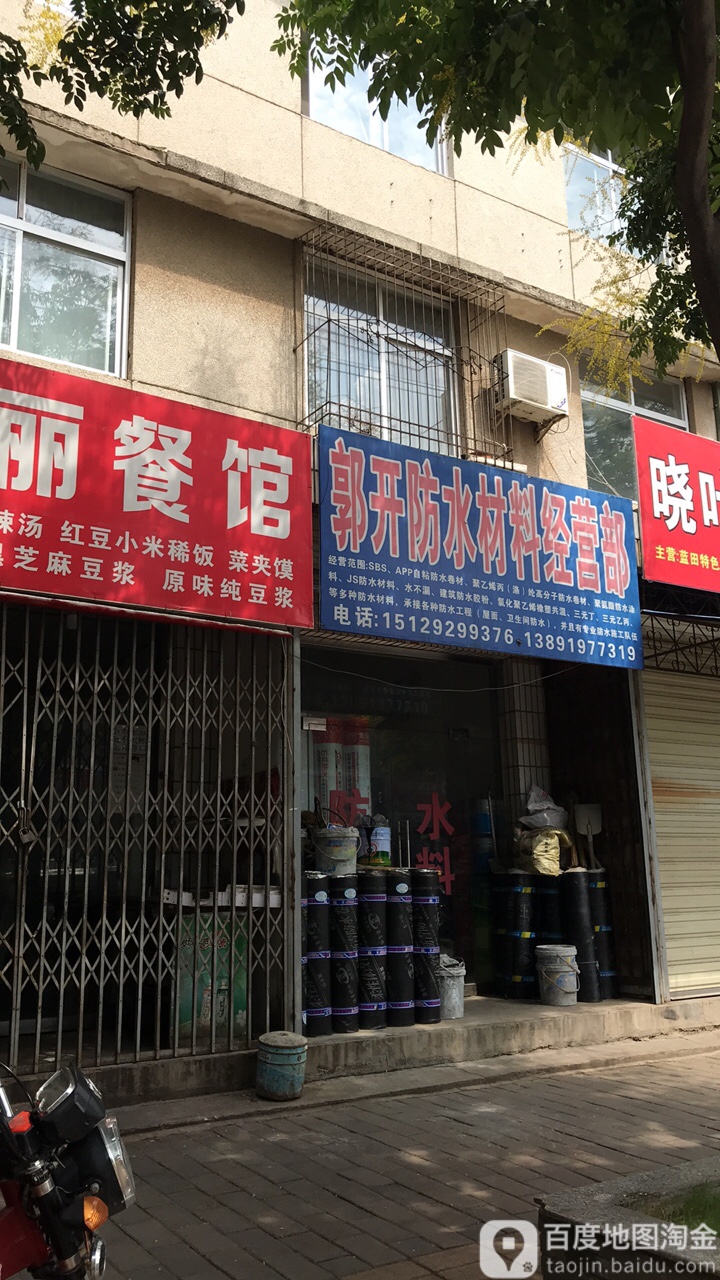 丽餐馆
辣汤 红豆小米稀饭 菜夹馍
黑芝麻豆浆 原味纯豆浆
郭开防水材料经营部
经营范围:SBS、APP自粘防水卷材、聚乙烯丙(涤)纶高分子防水卷材、聚氨脂防水涂
料、JS防水材料、水不漏、建筑防水胶粉、氯化聚乙烯橡塑共混、三元丁、三元乙丙、
等多种防水材料,承接各种防水工程(屋面、卫生间防水),并且有专业防水施工队伍
电话:15129299376 13891977319
晓叶
主营:蓝田特色
防水
料
百度地图淘金
taojin.baidu.com